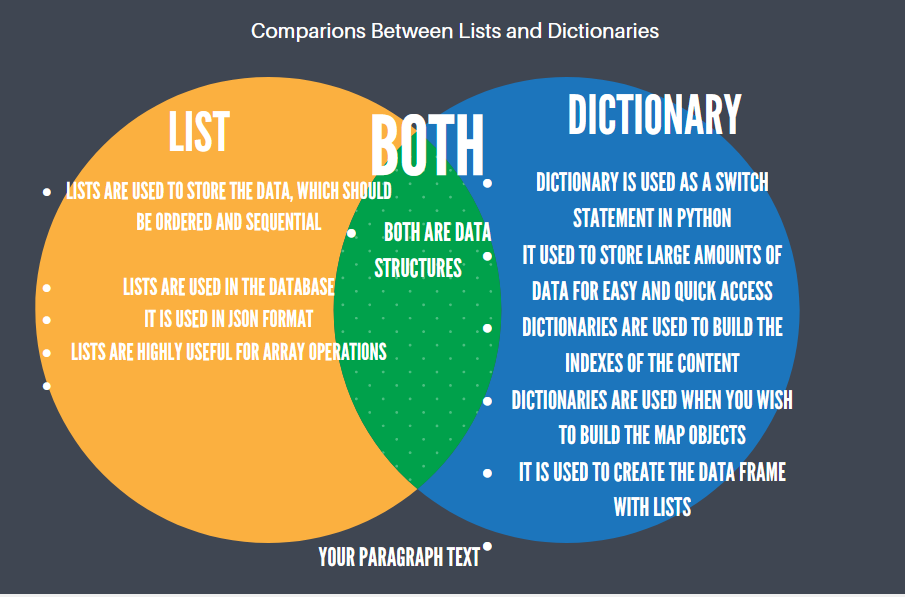 Comparions Between Lists and Dictionaries
LIST
• LISTS ARE USED TO STORE THE DATA, WHICH SHOULD
BE ORDERED AND SEQUENTIAL
• LISTS ARE USED IN THE DATABASE
• IT IS USED IN JSON FORMAT
• LISTS ARE HIGHLY USEFUL FOR ARRAY OPERATIONS
•
BOTH
• BOTH ARE DATA
STRUCTURES
DICTIONARY
• DICTIONARY IS USED AS A SWITCH
STATEMENT IN PYTHON
• IT USED TO STORE LARGE AMOUNTS OF
DATA FOR EASY AND QUICK ACCESS
• DICTIONARIES ARE USED TO BUILD THE
INDEXES OF THE CONTENT
• DICTIONARIES ARE USED WHEN YOU WISH
TO BUILD THE MAP OBJECTS
• IT IS USED TO CREATE THE DATA FRAME
WITH LISTS
•
YOUR PARAGRAPH TEXT